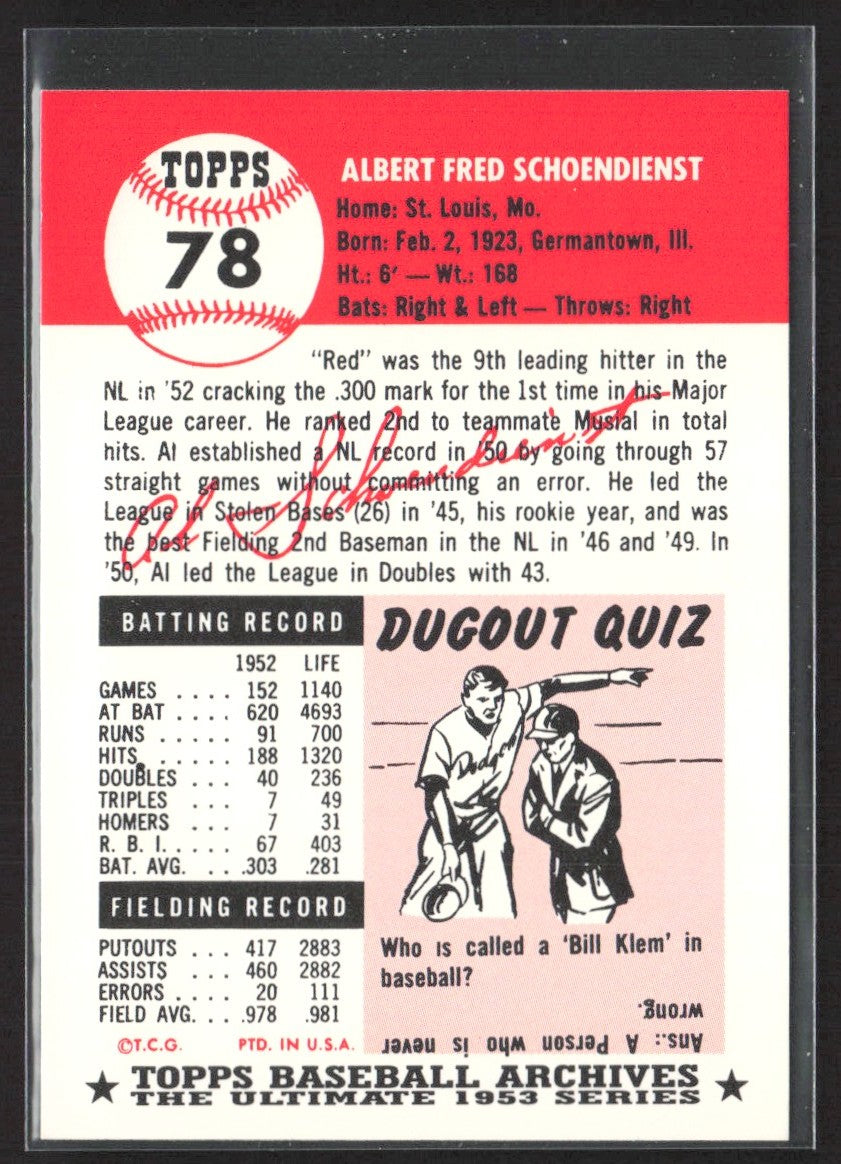 TOPPS
78
ALBERT FRED SCHOENDIENST
Home: St. Louis, Mo.
Born: Feb. 2, 1923, Germantown, Ill.
Ht.: 6' — Wt.: 168
Bats: Right & Left — Throws: Right
"Red" was the 9th leading hitter in the
NL in '52 cracking the .300 mark for the 1st time in his Major
League career. He ranked 2nd to teammate Musial in total
hits. Al established a NL record in '50 by going through 57
straight games without committing an error. He led the
League in Stolen Bases (26) in '45, his rookie year, and was
the best Fielding 2nd Baseman in the NL in '46 and '49. In
'50, Al led the League in Doubles with 43.
Al Schoendienst
BATTING RECORD
1952 LIFE
GAMES . . . . 152 1140
AT BAT . . . . 620 4693
RUNS . . . . . 91 700
HITS . . . . . 188 1320
DOUBLES . . . 40 236
TRIPLES . . . 7 49
HOMERS . . . 7 31
R. B. I. . . . . 67 403
BAT. AVG. . . .303 .281
FIELDING RECORD
PUTOUTS . . . 417 2883
ASSISTS . . . 460 2882
ERRORS . . . . 20 111
FIELD AVG. . . .978 .981
©T.C.G. PTD. IN U.S.A.
DUGOUT QUIZ
Dodgers
Who is called a 'Bill Klem' in
baseball?
Ans.: A Person who is never
wrong.
★ TOPPS BASEBALL ARCHIVES ★
THE ULTIMATE 1953 SERIES